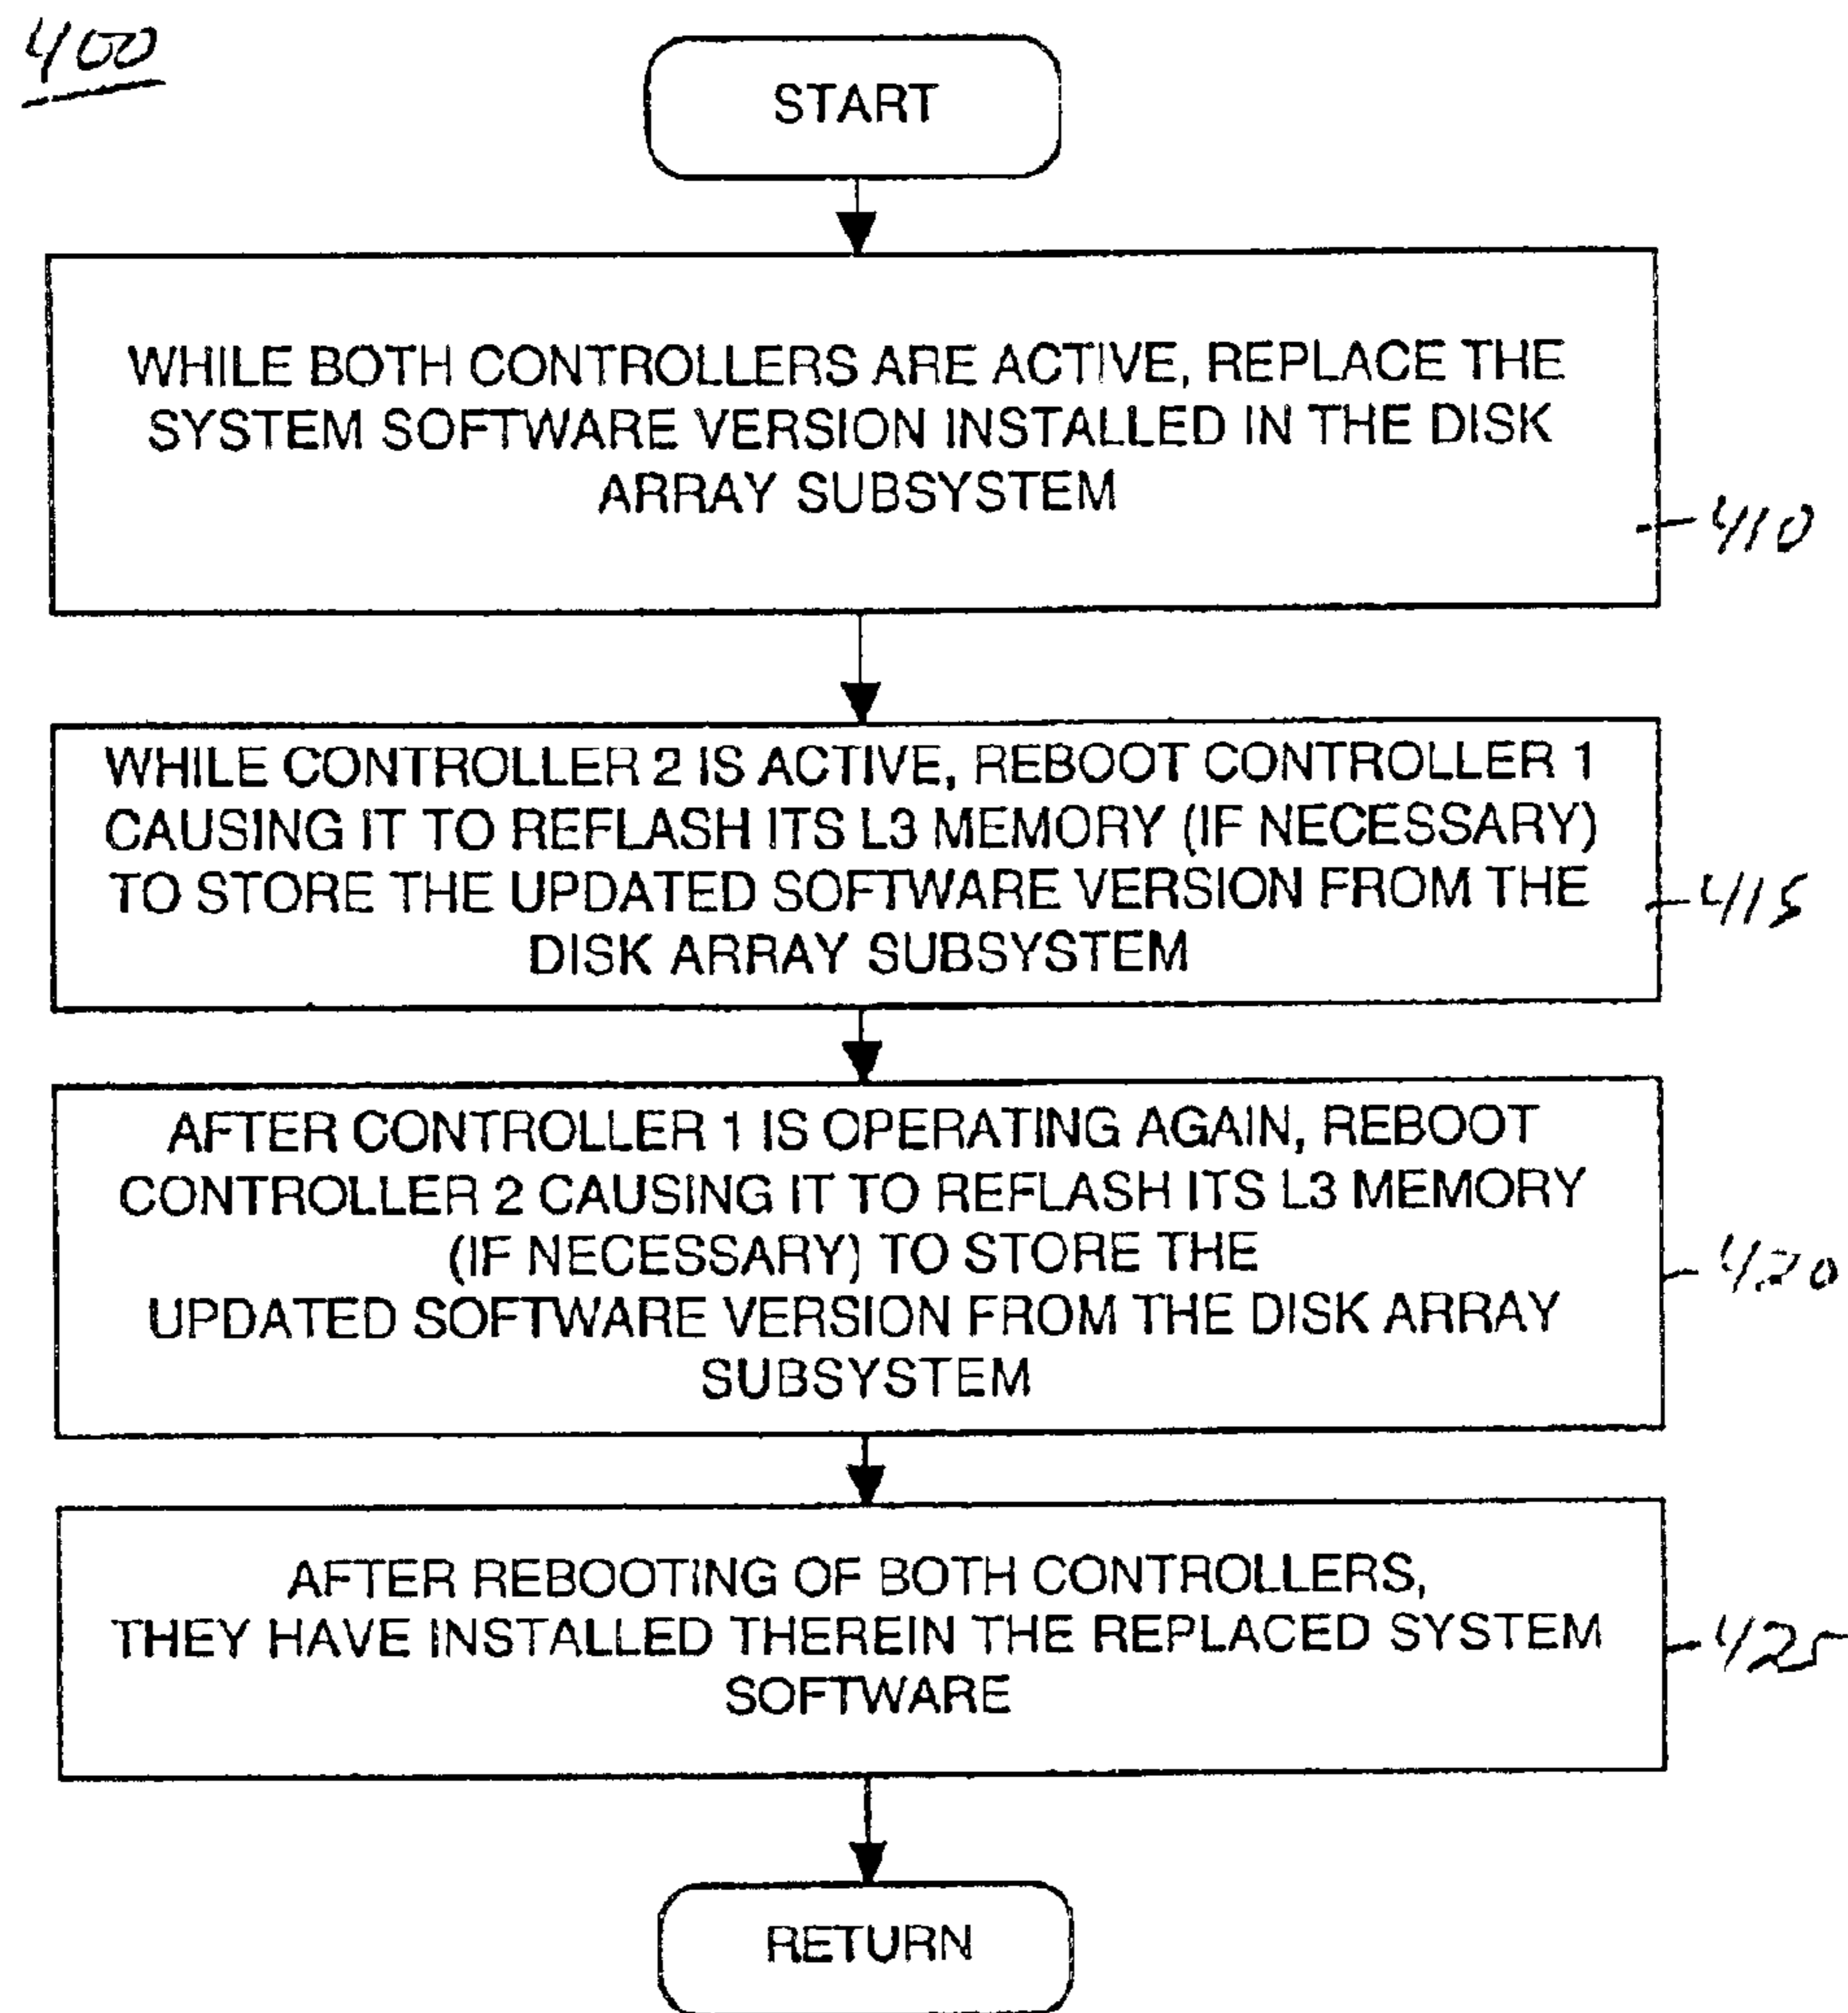 400
START
WHILE BOTH CONTROLLERS ARE ACTIVE, REPLACE THE
SYSTEM SOFTWARE VERSION INSTALLED IN THE DISK
ARRAY SUBSYSTEM
410
WHILE CONTROLLER 2 IS ACTIVE, REBOOT CONTROLLER 1
CAUSING IT TO REFLASH ITS L3 MEMORY (IF NECESSARY)
TO STORE THE UPDATED SOFTWARE VERSION FROM THE
DISK ARRAY SUBSYSTEM
415
AFTER CONTROLLER 1 IS OPERATING AGAIN, REBOOT
CONTROLLER 2 CAUSING IT TO REFLASH ITS L3 MEMORY
(IF NECESSARY) TO STORE THE
UPDATED SOFTWARE VERSION FROM THE DISK ARRAY
SUBSYSTEM
420
AFTER REBOOTING OF BOTH CONTROLLERS,
THEY HAVE INSTALLED THEREIN THE REPLACED SYSTEM
SOFTWARE
425
RETURN